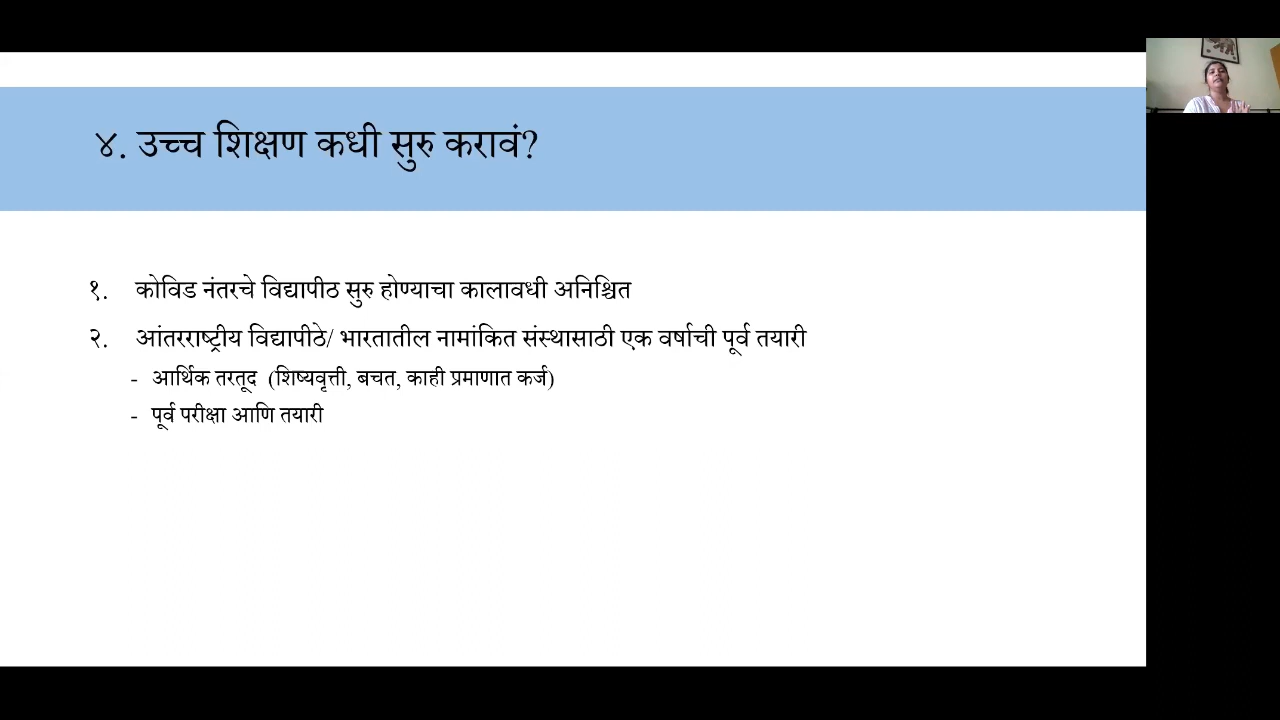 ४. उच्च शिक्षण कधी सुरु करावं?
१. कोविड नंतरचे विद्यापीठ सुरु होण्याचा कालावधी अनिश्चित
२. आंतरराष्ट्रीय विद्यापीठे/ भारतातील नामांकित संस्थासाठी एक वर्षाची पूर्व तयारी
- आर्थिक तरतूद (शिष्यवृत्ती, बचत, काही प्रमाणात कर्ज)
- पूर्व परीक्षा आणि तयारी